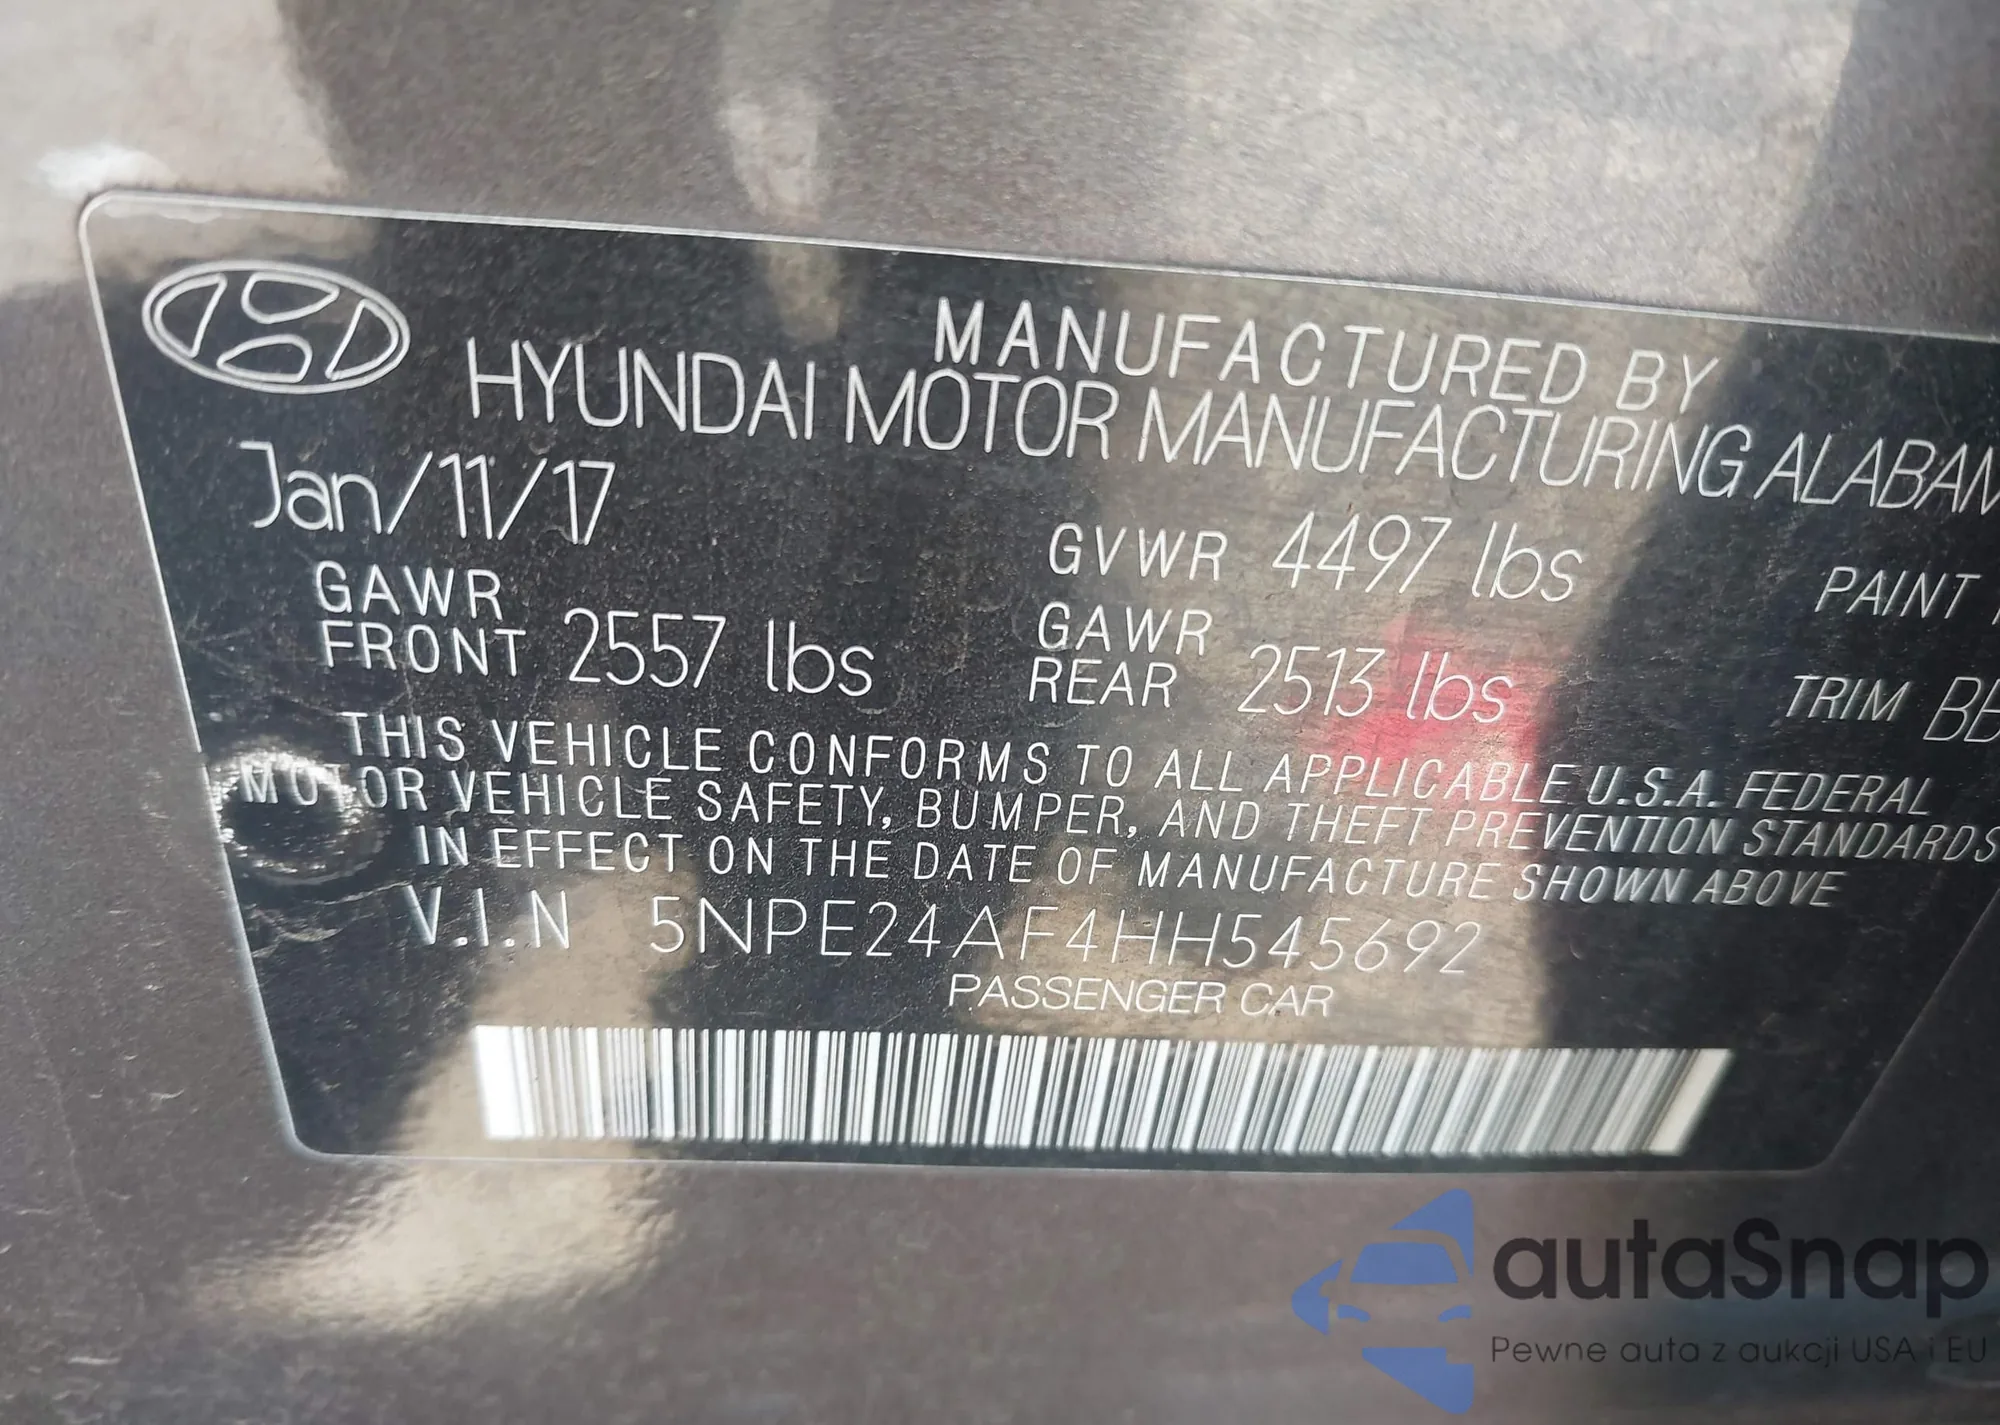 MANUFACTURED BY
HYUNDAI MOTOR MANUFACTURING ALABAM
Jan/11/17
GVWR 4497 lbs
PAINT
GAWR FRONT 2557 lbs
GAWR REAR 2513 lbs
TRIM
THIS VEHICLE CONFORMS TO ALL APPLICABLE U.S.A. FEDERAL
MOTOR VEHICLE SAFETY, BUMPER, AND THEFT PREVENTION STANDARDS
IN EFFECT ON THE DATE OF MANUFACTURE SHOWN ABOVE
V.I.N 5NPE24AF4HH545692
PASSENGER CAR
autaSnap
Pewne auta z aukcji USA i EU